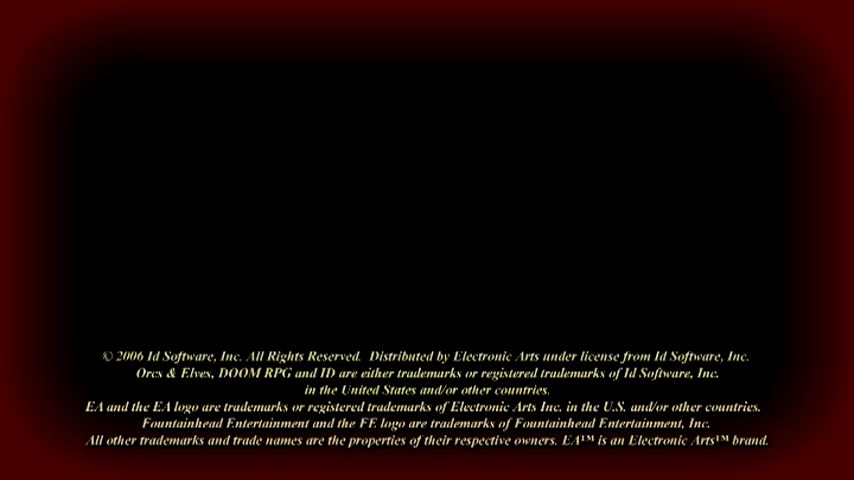 © 2006 Id Software, Inc. All Rights Reserved. Distributed by Electronic Arts under license from Id Software, Inc.
Orcs & Elves, DOOM RPG and ID are either trademarks or registered trademarks of Id Software, Inc.
in the United States and/or other countries.
EA and the EA logo are trademarks or registered trademarks of Electronic Arts Inc. in the U.S. and/or other countries.
Fountainhead Entertainment and the FE logo are trademarks of Fountainhead Entertainment, Inc.
All other trademarks and trade names are the properties of their respective owners. EA™ is an Electronic Arts™ brand.